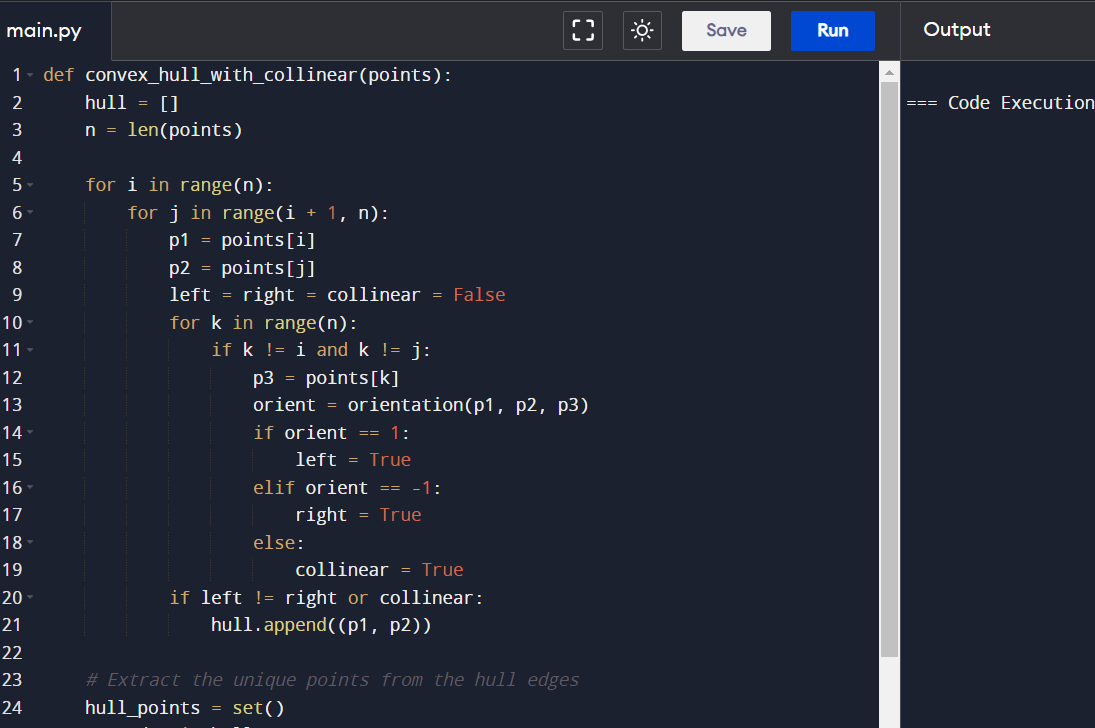 main.py Save Run Output
1 def convex_hull_with_collinear(points):
2     hull = []
3     n = len(points)
4
5     for i in range(n):
6         for j in range(i + 1, n):
7             p1 = points[i]
8             p2 = points[j]
9             left = right = collinear = False
10             for k in range(n):
11                 if k != i and k != j:
12                     p3 = points[k]
13                     orient = orientation(p1, p2, p3)
14                     if orient == 1:
15                         left = True
16                     elif orient == -1:
17                         right = True
18                     else:
19                         collinear = True
20             if left != right or collinear:
21                 hull.append((p1, p2))
22
23     # Extract the unique points from the hull edges
24     hull_points = set()
=== Code Execution